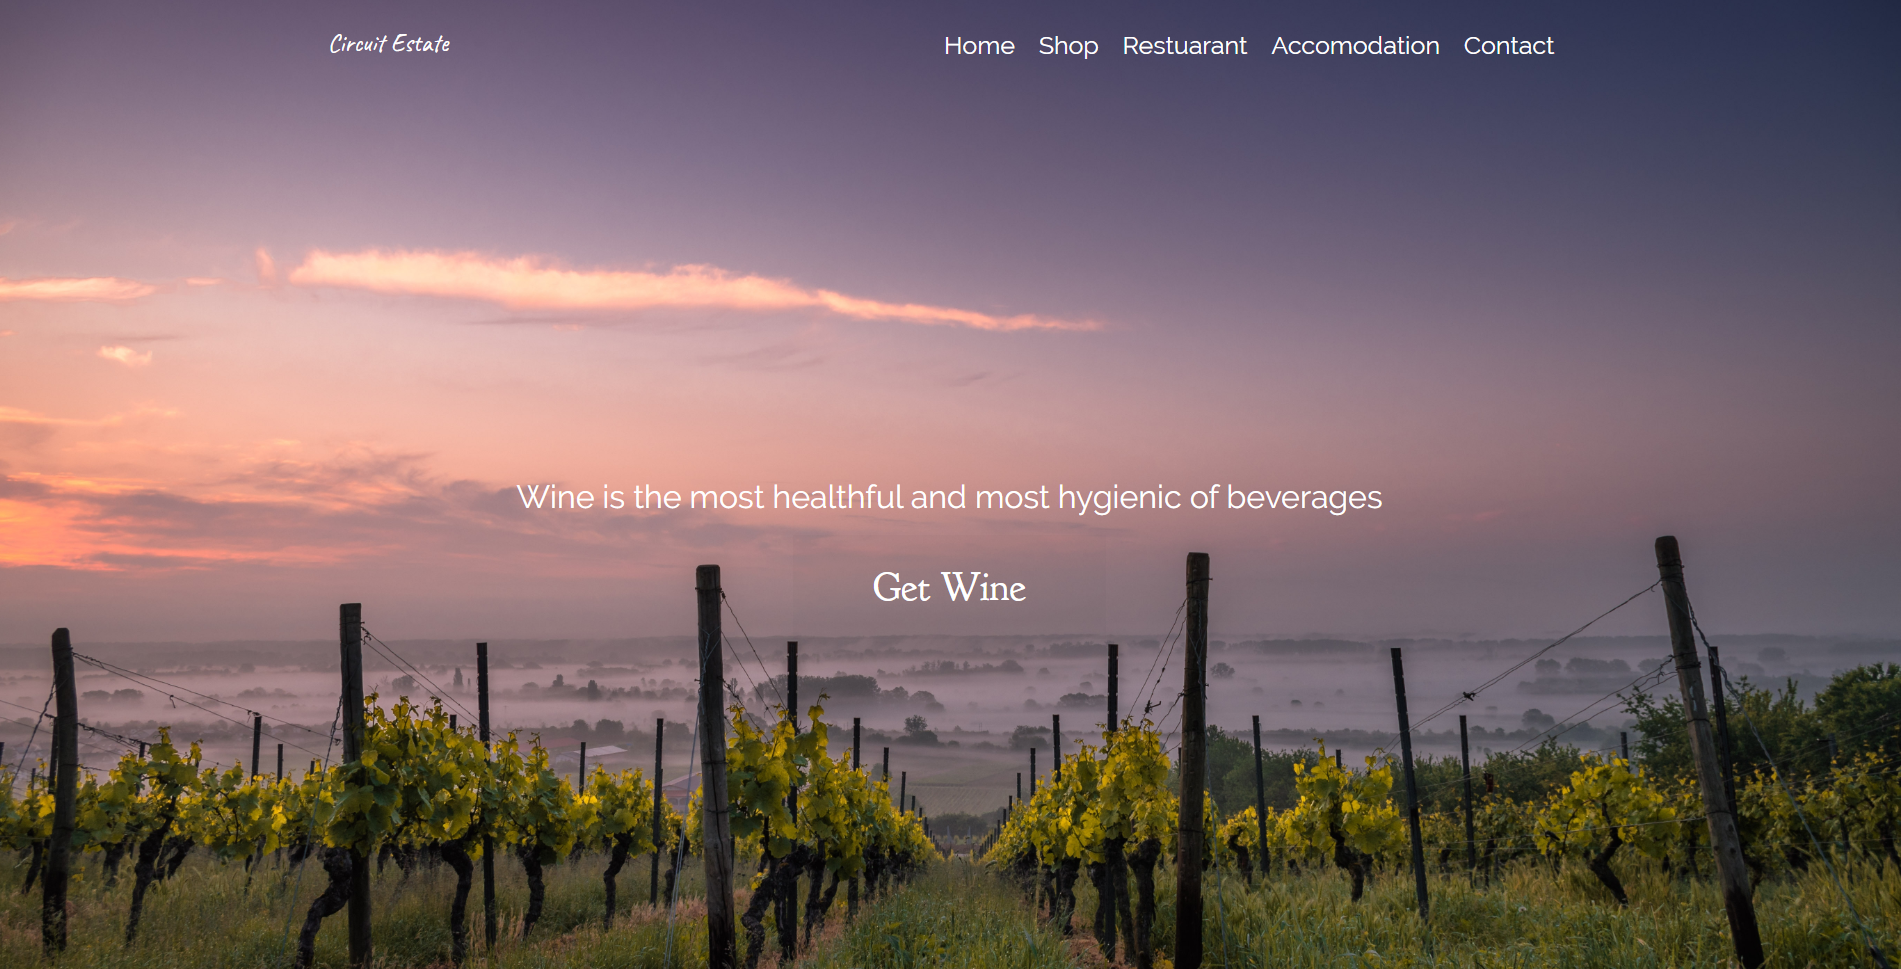 Circuit Estate
Home Shop Restuarant Accomodation Contact
Wine is the most healthful and most hygienic of beverages
Get Wine